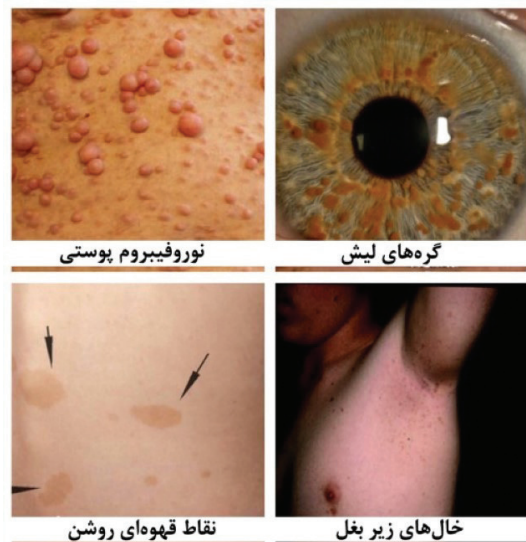 گره‌های لیش
نوروفیبروم پوستی
خال‌های زیر بغل
نقاط قهوه‌ای روشن